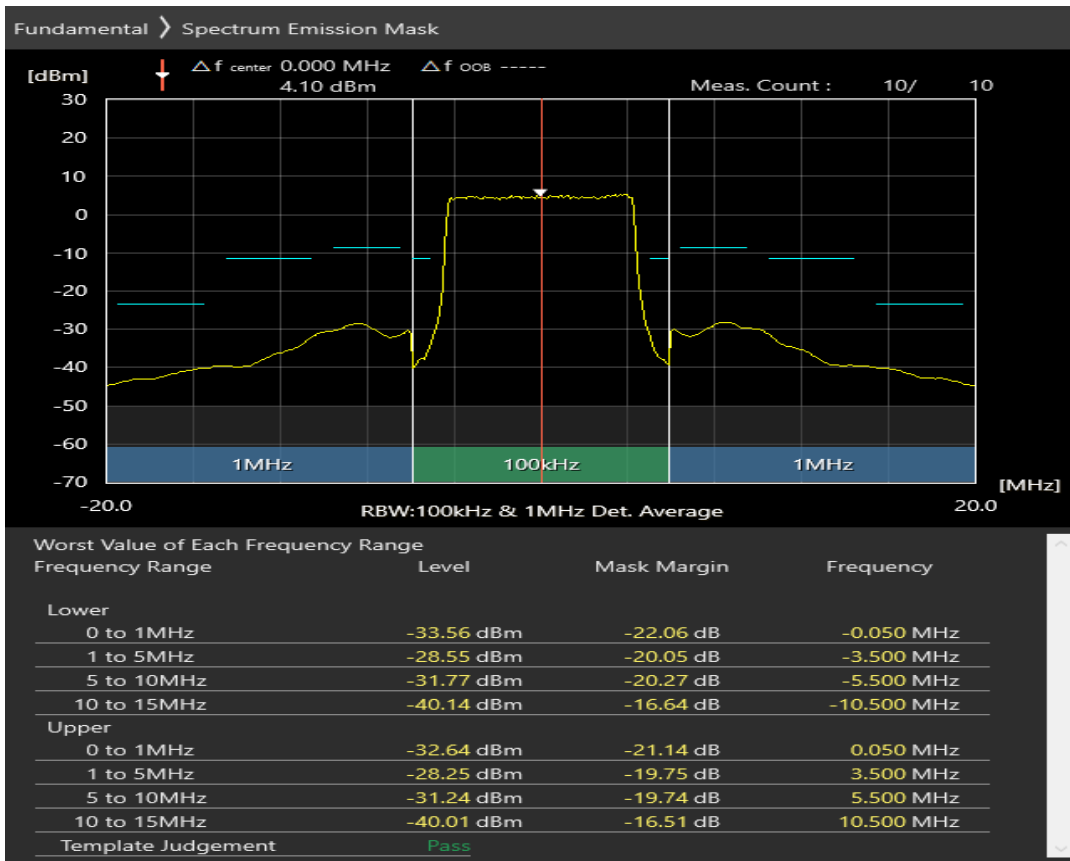 Fundamental 》 Spectrum Emission Mask
[dBm]
△f center 0.000 MHz △f OOB -----
4.10 dBm
Meas. Count : 10/ 10
30
20
10
0
-10
-20
-30
-40
-50
-60
-70
1MHz 100kHz 1MHz
[MHz]
-20.0 RBW:100kHz & 1MHz Det. Average 20.0
Worst Value of Each Frequency Range
Frequency Range Level Mask Margin Frequency
Lower
0 to 1MHz -33.56 dBm -22.06 dB -0.050 MHz
1 to 5MHz -28.55 dBm -20.05 dB -3.500 MHz
5 to 10MHz -31.77 dBm -20.27 dB -5.500 MHz
10 to 15MHz -40.14 dBm -16.64 dB -10.500 MHz
Upper
0 to 1MHz -32.64 dBm -21.14 dB 0.050 MHz
1 to 5MHz -28.25 dBm -19.75 dB 3.500 MHz
5 to 10MHz -31.24 dBm -19.74 dB 5.500 MHz
10 to 15MHz -40.01 dBm -16.51 dB 10.500 MHz
Template Judgement Pass